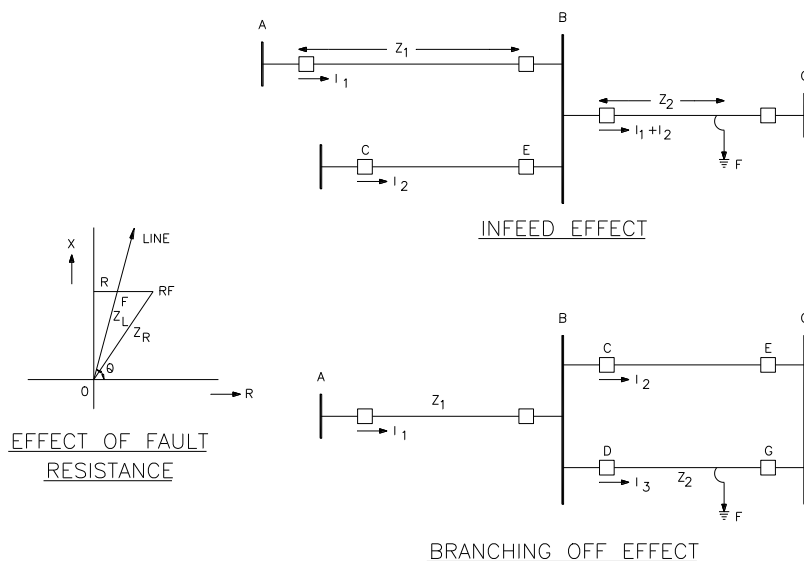 A
B
Z1
I1
C
Z2
I1+I2
C
E
F
I2
INFEED EFFECT
X
LINE
R
RF
F
ZL
ZR
Q
O
R
EFFECT OF FAULT
RESISTANCE
B
C
C
E
I2
A
Z1
I1
D
G
I3
Z2
F
BRANCHING OFF EFFECT